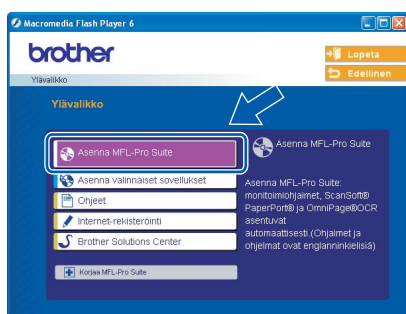 Macromedia Flash Player 6
brother
Lopeta
Edellinen
Ylävalikko
Ylävalikko
Asenna MFL-Pro Suite
Asenna valinnaiset sovellukset
Ohjeet
Internet-rekisteröinti
Brother Solutions Center
Korjaa MFL-Pro Suite
Asenna MFL-Pro Suite
Asenna MFL-Pro Suite:
monitoimiohjaimet, ScanSoft®
PaperPort® ja OmniPage®OCR
asentuvat
automaattisesti.(Ohjaimet ja
ohjelmat ovat englanninkielisiä)